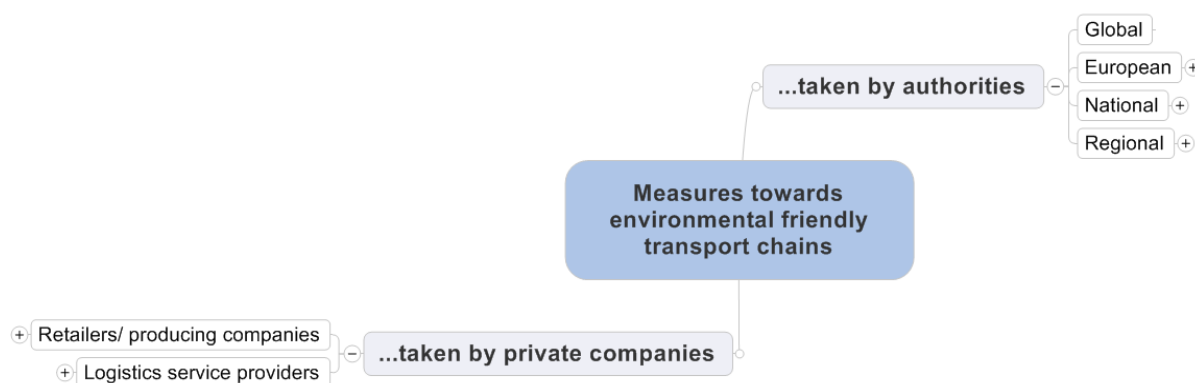 Global
...taken by authorities
European
National
Regional
Measures towards
environmental friendly
transport chains
Retailers/ producing companies
...taken by private companies
Logistics service providers